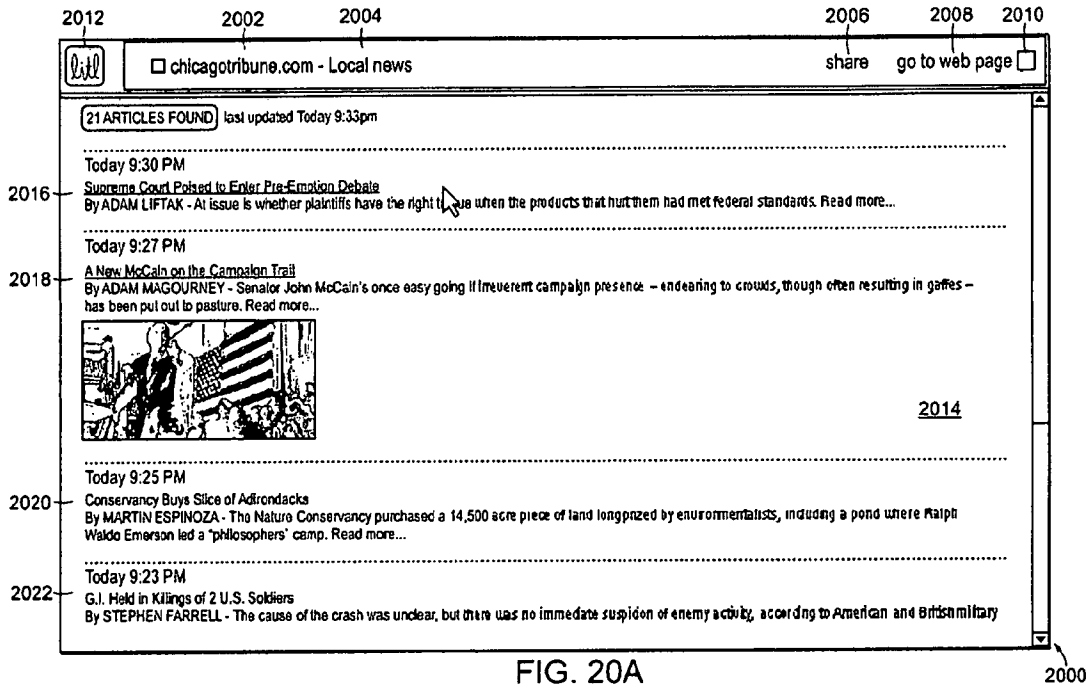 2012 2002 2004 2006 2008 2010
litl chicagotribune.com - Local news share go to web page
21 ARTICLES FOUND last updated Today 9:33pm
Today 9:30 PM
2016 Supreme Court Poised to Enter Pre-Emption Debate
By ADAM LIFTAK - At issue is whether plaintiffs have the right t ue when the products that hurt them had met federal standards. Read more...
Today 9:27 PM
2018 A New McCain on the Campaign Trail
By ADAM MAGOURNEY - Senator John McCain's once easy going if irreverent campaign presence – endearing to crowds, though often resulting in gaffes –
has been put out to pasture. Read more...
2014
Today 9:25 PM
2020 Conservancy Buys Slice of Adirondacks
By MARTIN ESPINOZA - The Nature Conservancy purchased a 14,500 acre piece of land long prized by environmentalists, including a pond where Ralph
Waldo Emerson led a "philosophers' camp. Read more...
Today 9:23 PM
2022 G.I. Held in Killings of 2 U.S. Soldiers
By STEPHEN FARRELL - The cause of the crash was unclear, but there was no immediate suspicion of enemy activity, according to American and British military
FIG. 20A
2000